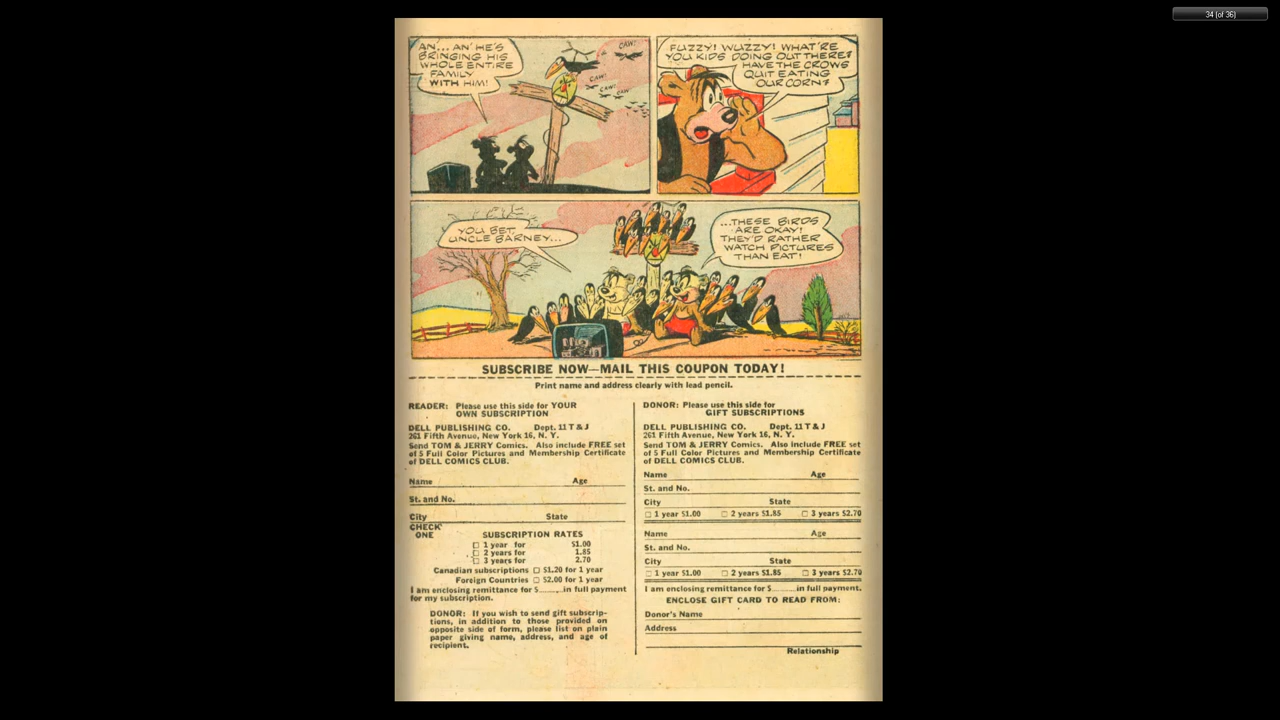 34 (of 36)
AN... AN' HE'S
BRINGING HIS
WHOLE ENTIRE
FAMILY
WITH HIM!
CAW!
CAW!
CAW!
CAW
FUZZY! WUZZY! WHAT'RE
YOU KIDS DOING OUT THERE?
HAVE THE CROWS
QUIT EATING
OUR CORN?
YOU BET,
UNCLE BARNEY...
...THESE BIRDS
ARE OKAY!
THEY'D RATHER
WATCH PICTURES
THAN EAT!
SUBSCRIBE NOW—MAIL THIS COUPON TODAY!
Print name and address clearly with lead pencil.
READER: Please use this side for YOUR
OWN SUBSCRIPTION
DELL PUBLISHING CO. Dept. 11 T & J
261 Fifth Avenue, New York 16, N. Y.
Send TOM & JERRY Comics. Also include FREE set
of 5 Full Color Pictures and Membership Certificate
of DELL COMICS CLUB.
Name Age
St. and No.
City State
CHECK
ONE
SUBSCRIPTION RATES
1 year for $1.00
2 years for 1.85
3 years for 2.70
Canadian subscriptions $1.20 for 1 year
Foreign Countries $2.00 for 1 year
I am enclosing remittance for $........in full payment
for my subscription.
DONOR: If you wish to send gift subscrip-
tions, in addition to those provided on
opposite side of form, please list on plain
paper giving name, address, and age of
recipient.
DONOR: Please use this side for
GIFT SUBSCRIPTIONS
DELL PUBLISHING CO. Dept. 11 T & J
261 Fifth Avenue, New York 16, N. Y.
Send TOM & JERRY Comics. Also include FREE set
of 5 Full Color Pictures and Membership Certificate
of DELL COMICS CLUB.
Name Age
St. and No.
City State
1 year $1.00 2 years $1.85 3 years $2.70
Name Age
St. and No.
City State
1 year $1.00 2 years $1.85 3 years $2.70
I am enclosing remittance for $........in full payment.
ENCLOSE GIFT CARD TO READ FROM:
Donor's Name
Address
Relationship